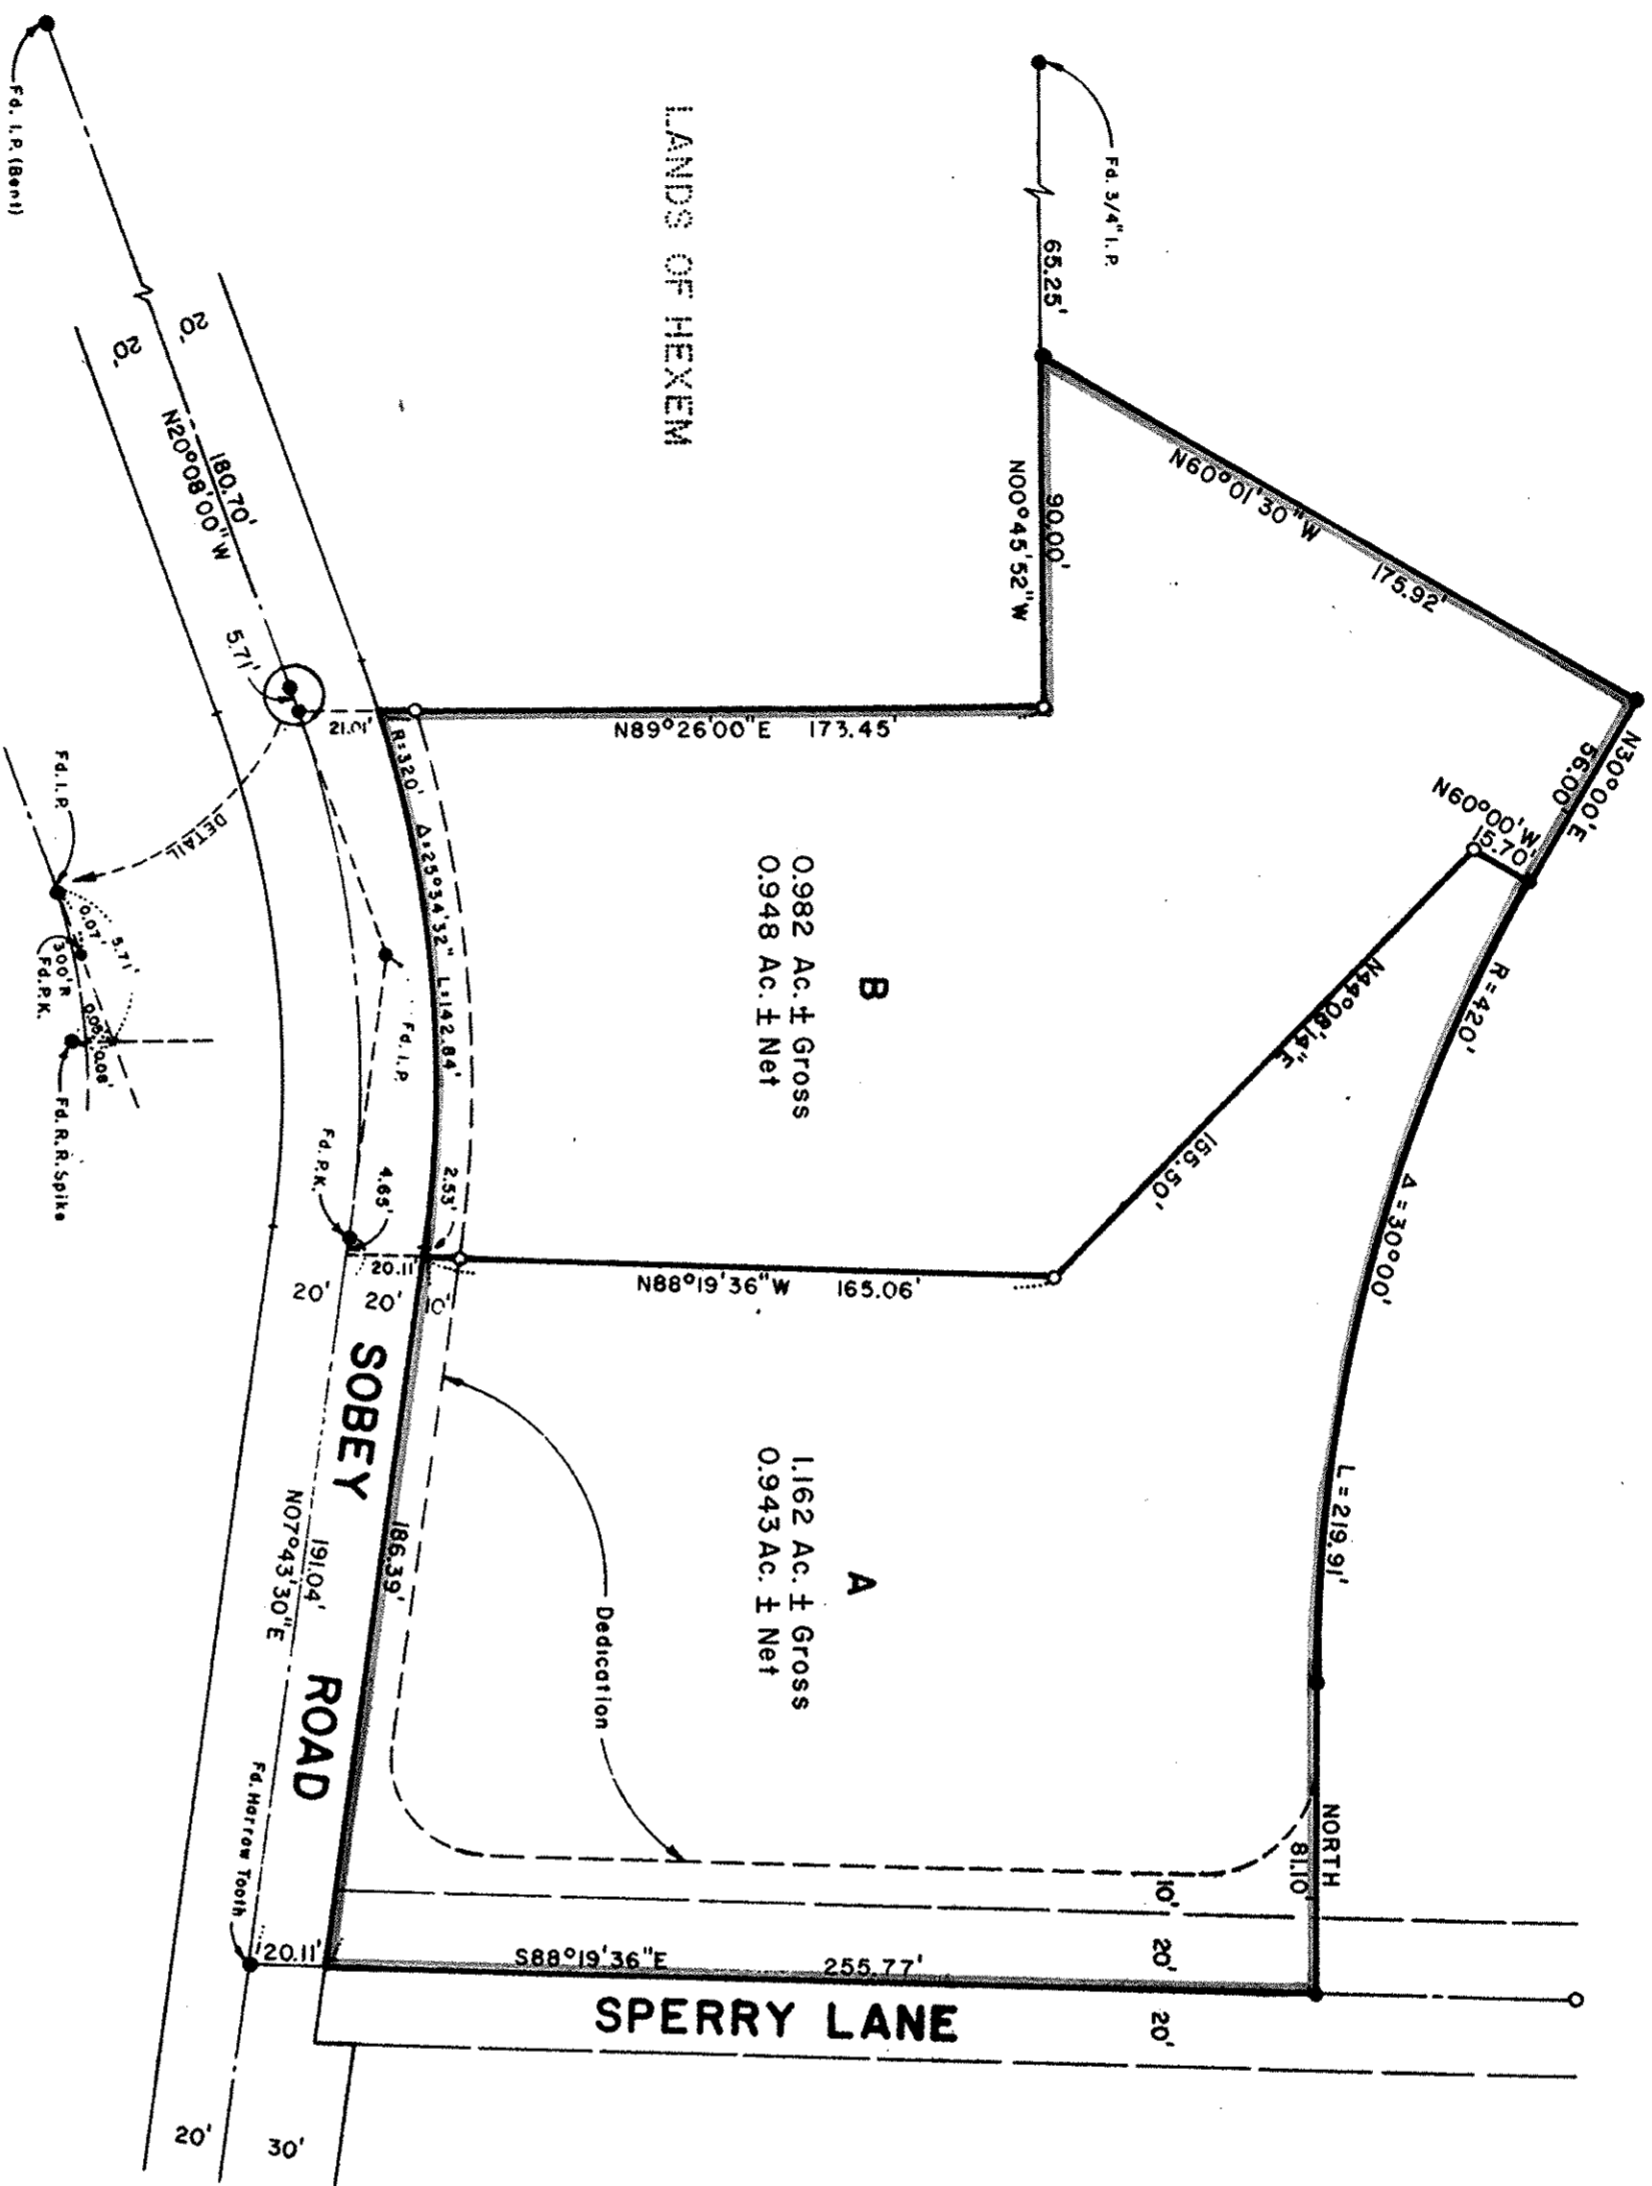 Fd. I.P. (Bent)
Fd. 3/4" I.P.
65.25'
LANDS OF HEXEM
20'
20'
180.70'
N20°08'00"W
5.71'
21.01'
90.00'
N00°45'52"W
N60°01'30"W 175.92'
N30°00'E
56.00'
N60°00'W
15.70'
N89°26'00"E 173.45'
R=320' Δ=25°34'32" L=142.84'
DETAIL
Fd. I.P.
0.07'
5.71'
300'R
Fd. P.K.
0.08'
Fd. R.R. Spike
B
0.982 Ac. ± Gross
0.948 Ac. ± Net
N44°08'14"E 155.50'
R=420' Δ=30°00' L=219.91'
Fd. I.P.
Fd. P.K.
4.65'
2.53'
20.11'
N88°19'36"W 165.06'
20'
20'
10'
SOBEY ROAD
186.39'
191.04'
N07°43'30"E
Dedication
A
1.162 Ac. ± Gross
0.943 Ac. ± Net
NORTH
81.10'
Fd. Harrow Tooth
20.11'
S88°19'36"E 255.77'
10'
20'
20'
SPERRY LANE
20'
30'